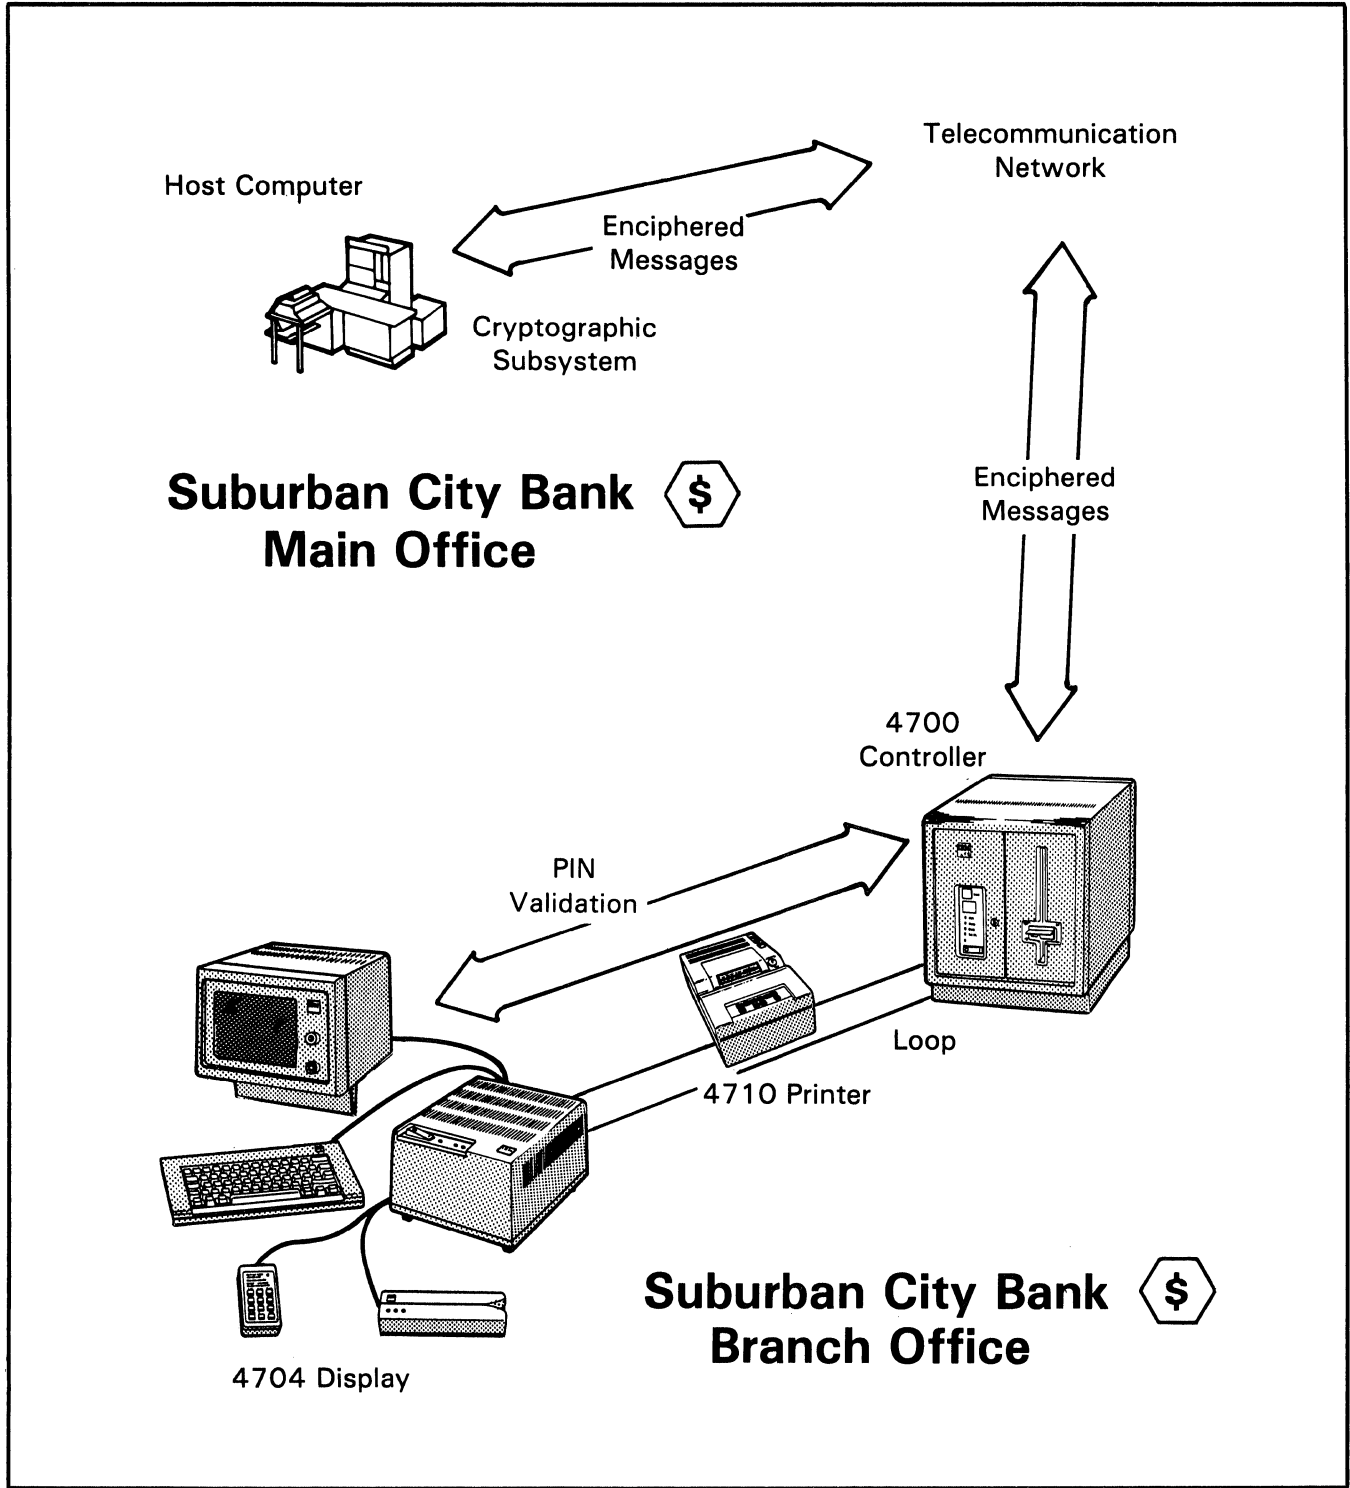 Telecommunication
Network
Host Computer
Enciphered
Messages
Cryptographic
Subsystem
Suburban City Bank $
Main Office
Enciphered
Messages
4700
Controller
PIN
Validation
Loop
4710 Printer
Suburban City Bank $
Branch Office
4704 Display